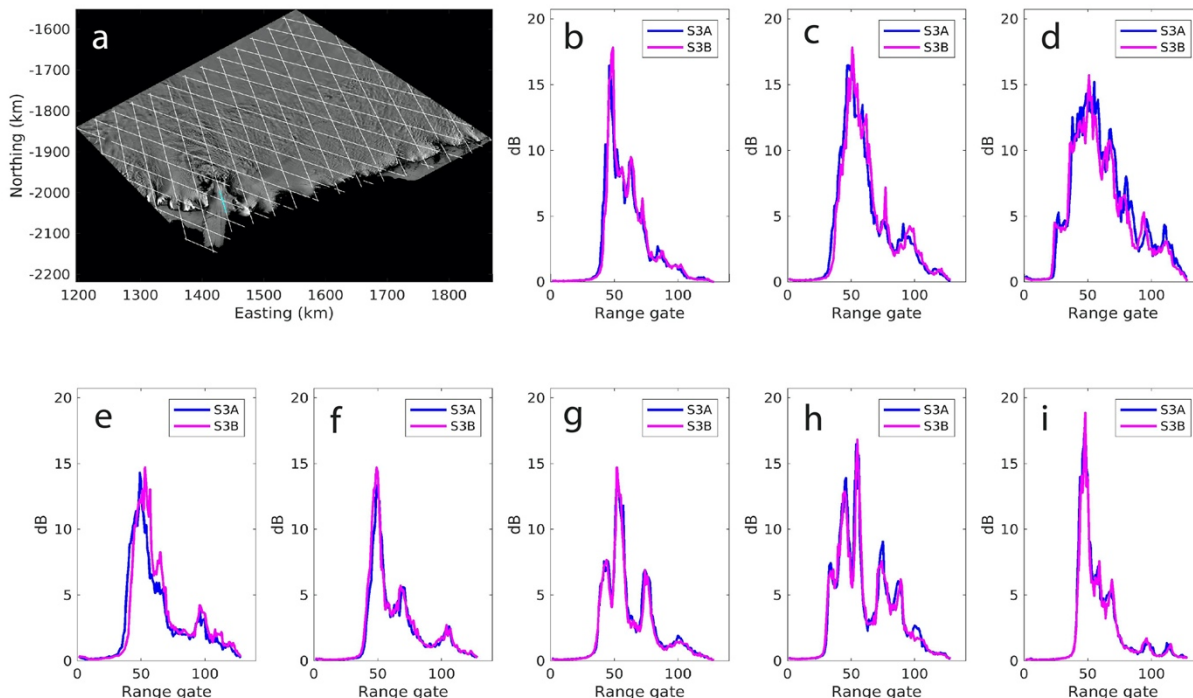 a
Northing (km)
-1600
-1700
-1800
-1900
-2000
-2100
-2200
1200 1300 1400 1500 1600 1700 1800
Easting (km)
b
S3A
S3B
dB
20
15
10
5
0
0 50 100
Range gate
c
S3A
S3B
dB
20
15
10
5
0
0 50 100
Range gate
d
S3A
S3B
dB
20
15
10
5
0
0 50 100
Range gate
e
S3A
S3B
dB
20
15
10
5
0
0 50 100
Range gate
f
S3A
S3B
dB
20
15
10
5
0
0 50 100
Range gate
g
S3A
S3B
dB
20
15
10
5
0
0 50 100
Range gate
h
S3A
S3B
dB
20
15
10
5
0
0 50 100
Range gate
i
S3A
S3B
dB
20
15
10
5
0
0 50 100
Range gate